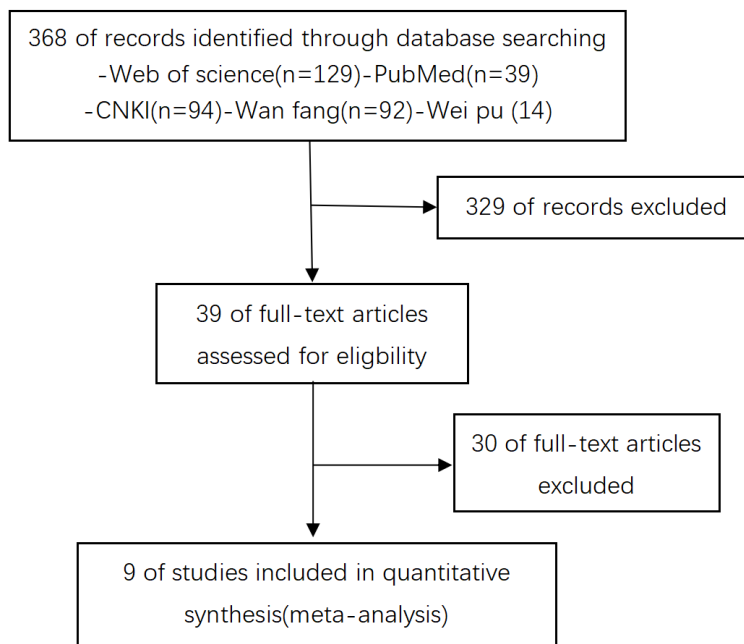 368 of records identified through database searching
-Web of science(n=129)-PubMed(n=39)
-CNKI(n=94)-Wan fang(n=92)-Wei pu (14)
329 of records excluded
39 of full-text articles
assessed for eligbility
30 of full-text articles
excluded
9 of studies included in quantitative
synthesis(meta-analysis)